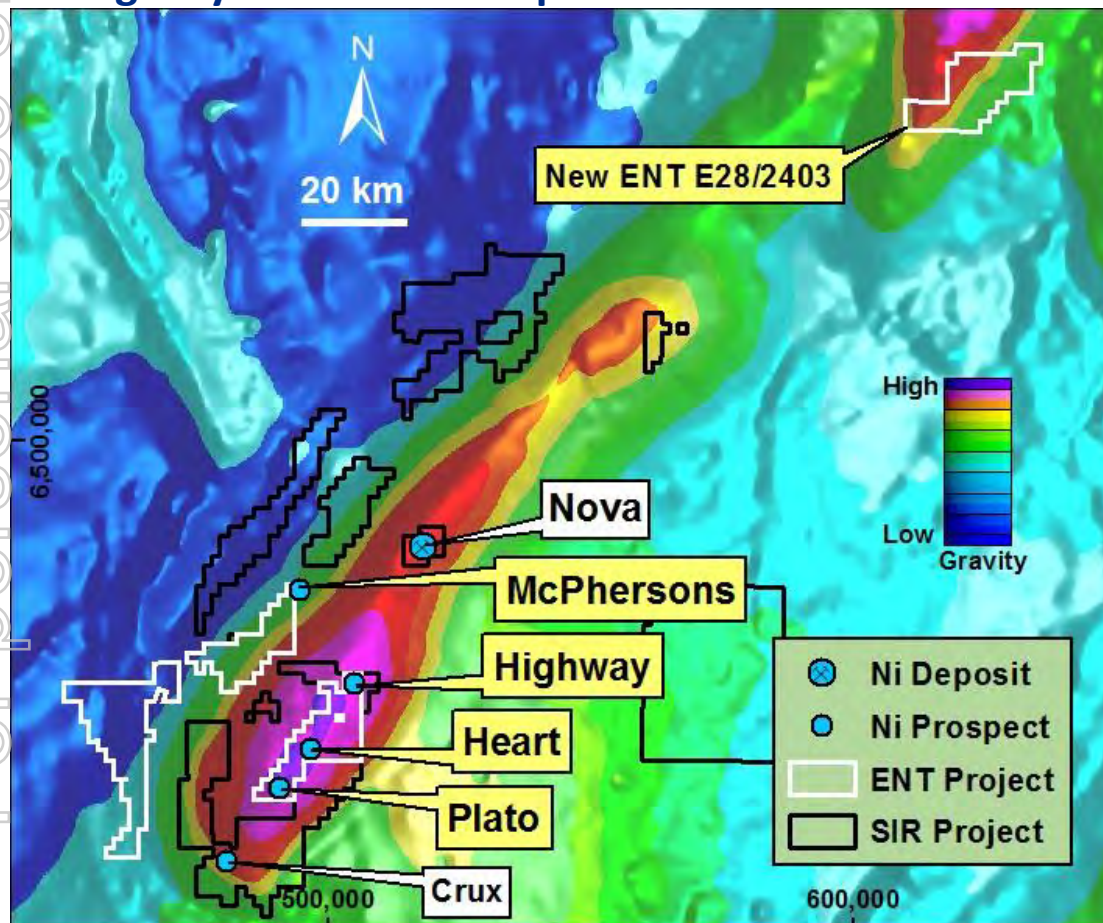 N
20 km
New ENT E28/2403
6,500,000
High
Low
Gravity
Nova
McPhersons
Highway
Heart
Plato
Crux
Ni Deposit
Ni Prospect
ENT Project
SIR Project
500,000
600,000